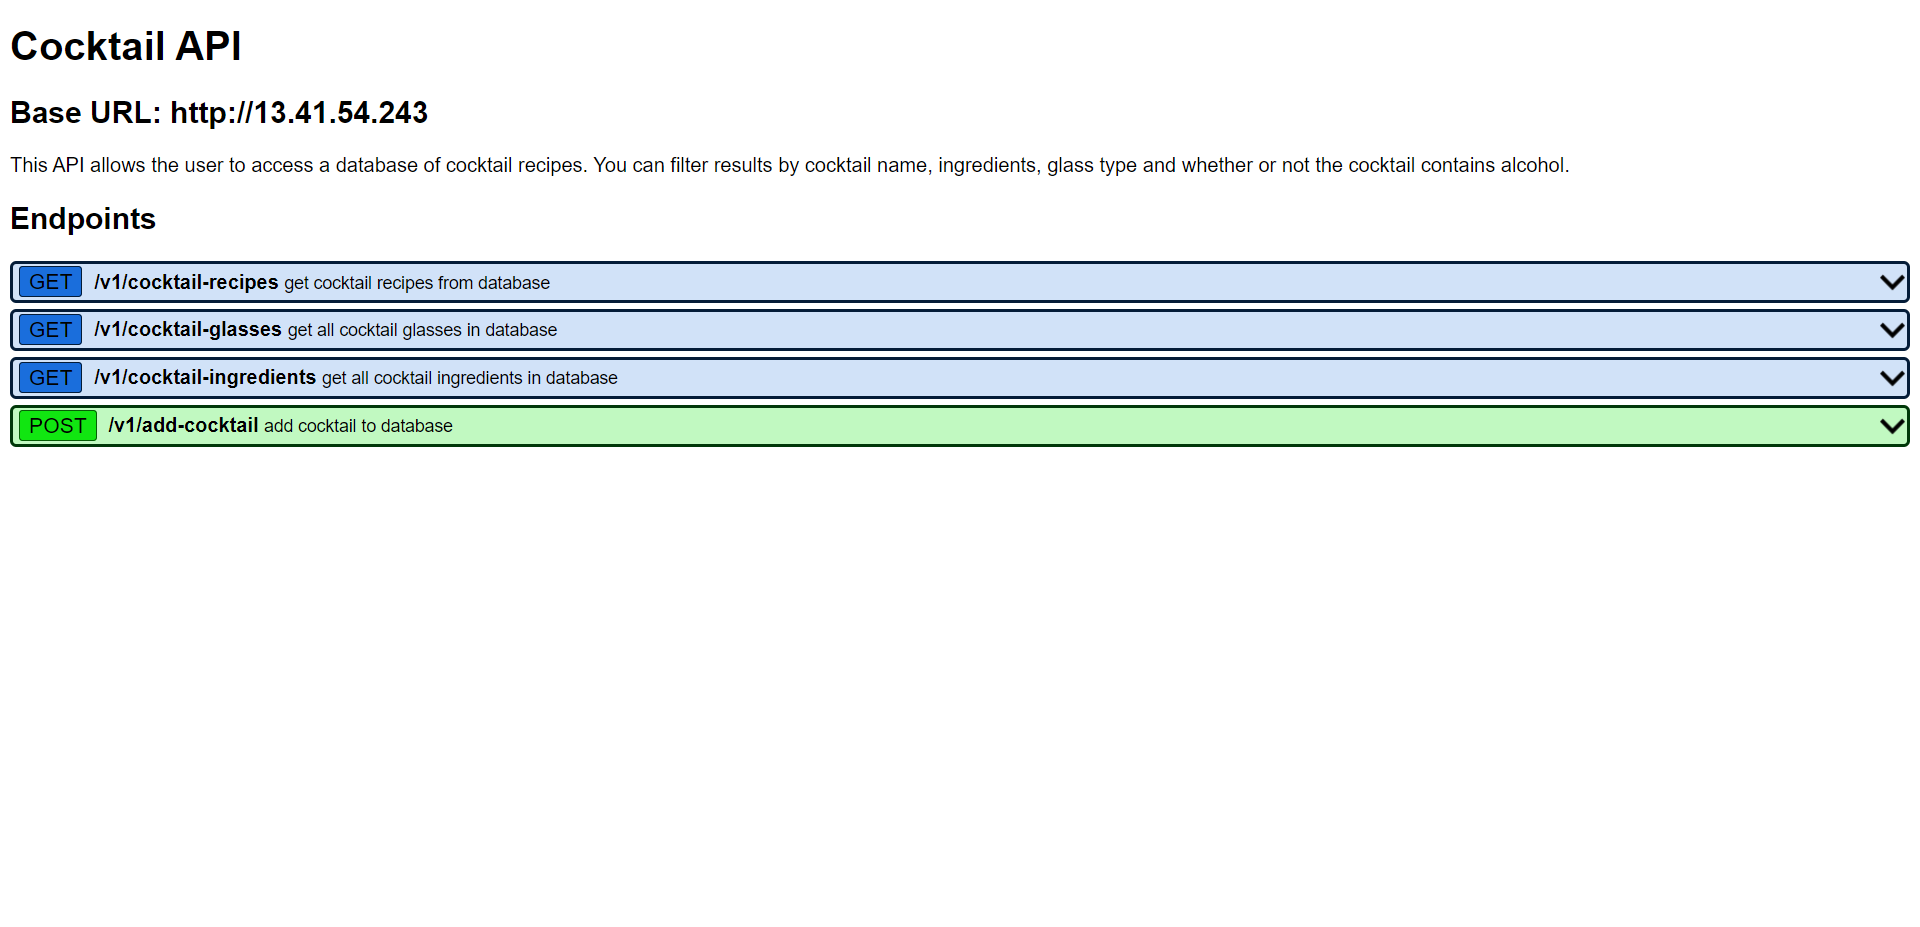 Cocktail API
Base URL: http://13.41.54.243
This API allows the user to access a database of cocktail recipes. You can filter results by cocktail name, ingredients, glass type and whether or not the cocktail contains alcohol.
Endpoints
GET /v1/cocktail-recipes get cocktail recipes from database
GET /v1/cocktail-glasses get all cocktail glasses in database
GET /v1/cocktail-ingredients get all cocktail ingredients in database
POST /v1/add-cocktail add cocktail to database